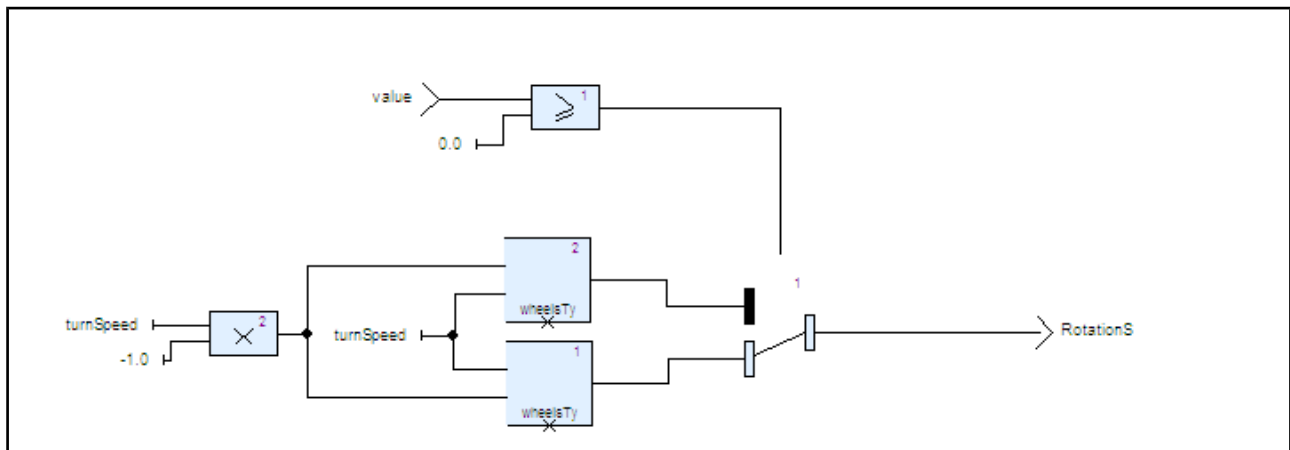 value
1
0.0
2
1
wheelsTy
turnSpeed
2
turnSpeed
RotationS
-1.0
1
wheelsTy